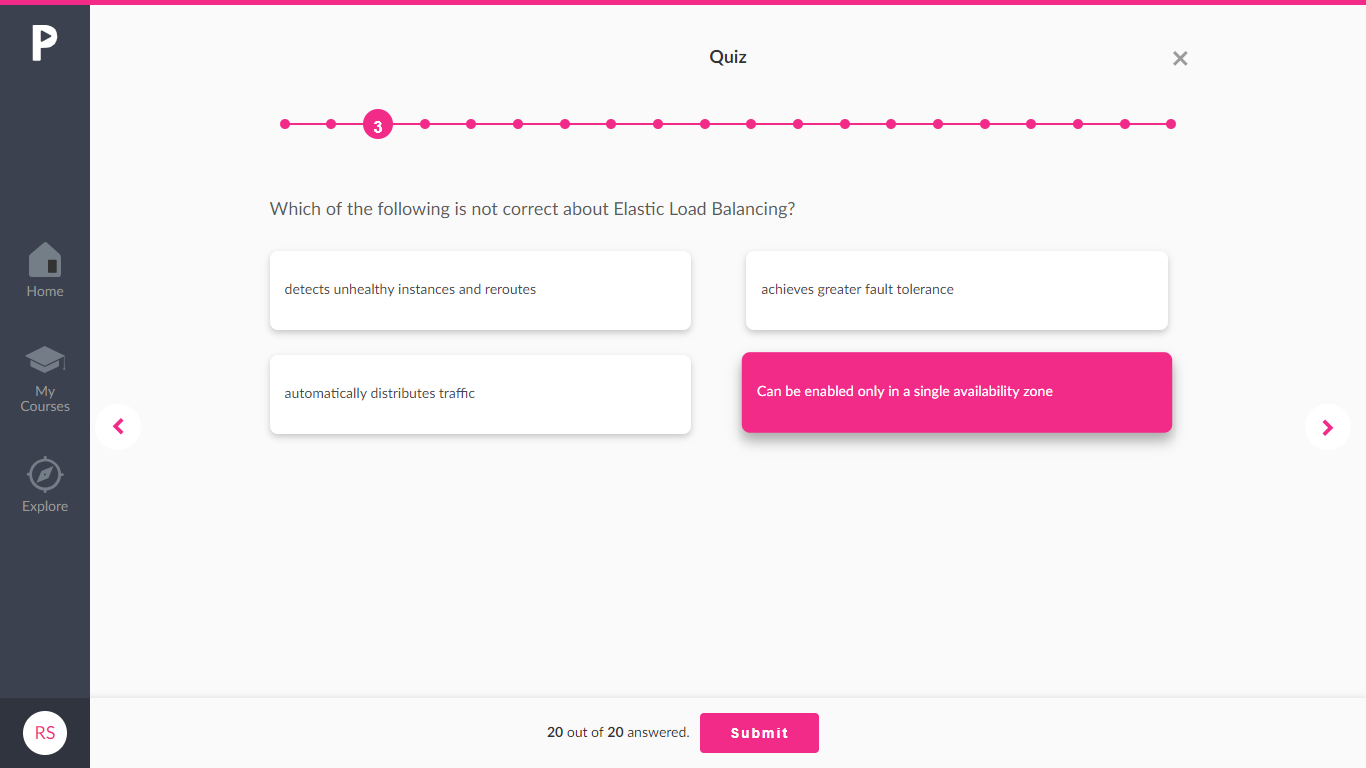 Quiz
3
Which of the following is not correct about Elastic Load Balancing?
detects unhealthy instances and reroutes
achieves greater fault tolerance
automatically distributes traffic
Can be enabled only in a single availability zone
Home
My
Courses
Explore
RS
20 out of 20 answered.
Submit